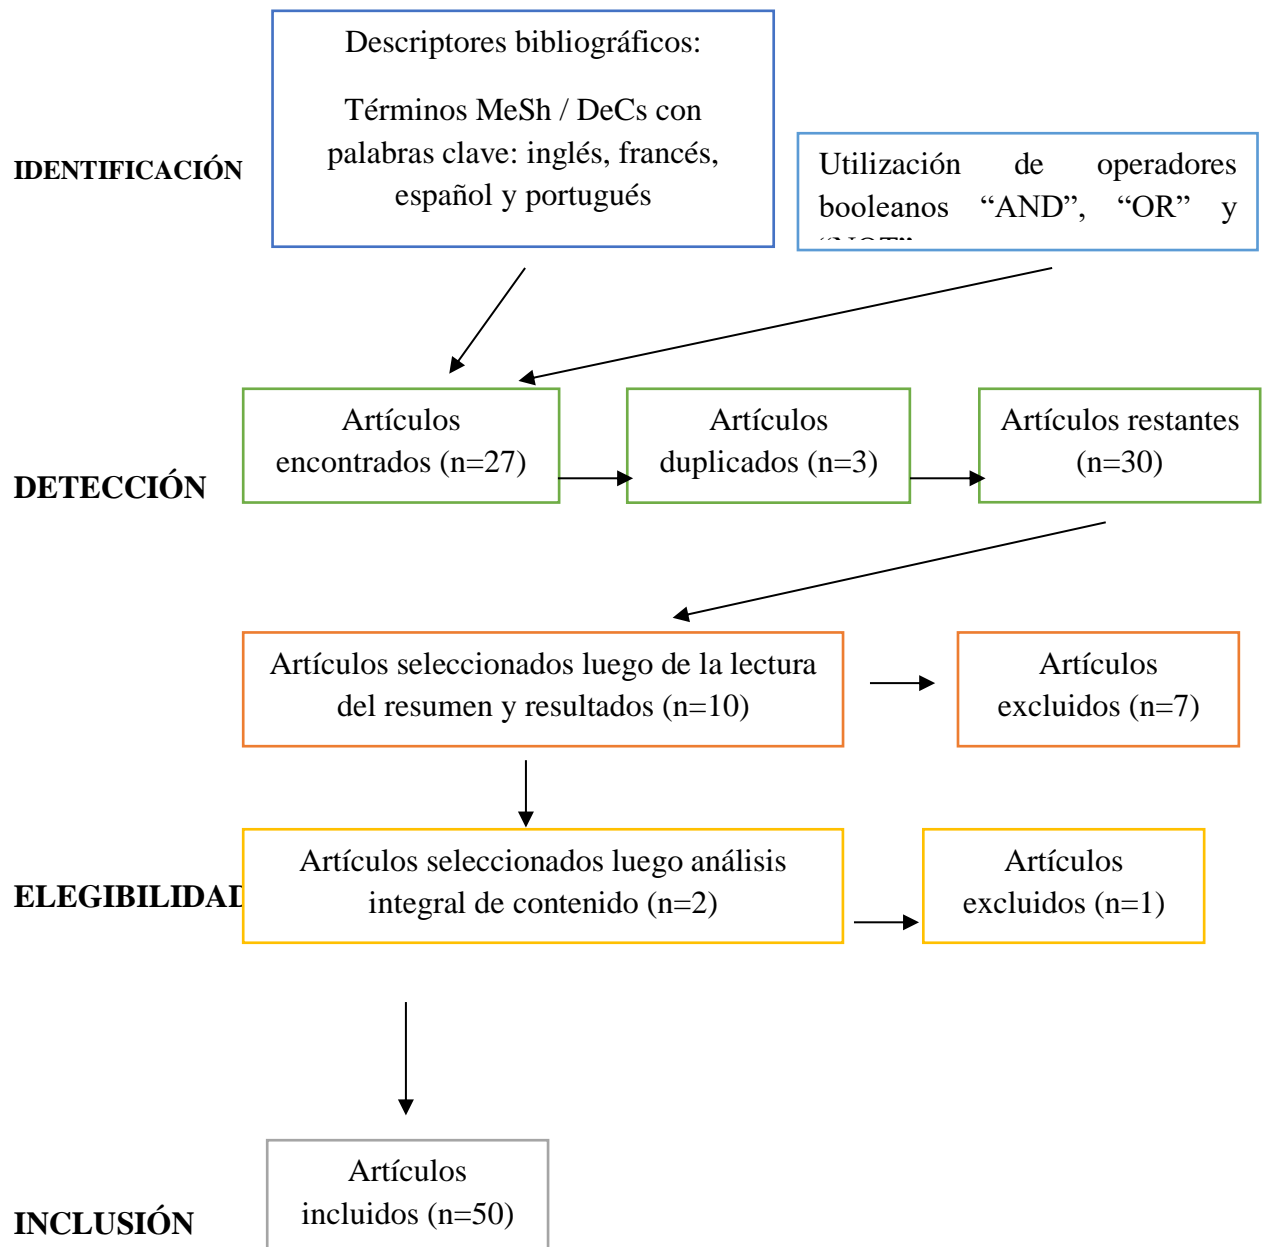 Descriptores bibliográficos:
Términos MeSh / DeCs con
palabras clave: inglés, francés,
español y portugués
IDENTIFICACIÓN
Utilización de operadores
booleanos “AND”, “OR” y
Artículos
encontrados (n=27)
Artículos
duplicados (n=3)
Artículos restantes
(n=30)
DETECCIÓN
Artículos seleccionados luego de la lectura
del resumen y resultados (n=10)
Artículos
excluidos (n=7)
ELEGIBILIDAD
Artículos seleccionados luego análisis
integral de contenido (n=2)
Artículos
excluidos (n=1)
Artículos
incluidos (n=50)
INCLUSIÓN